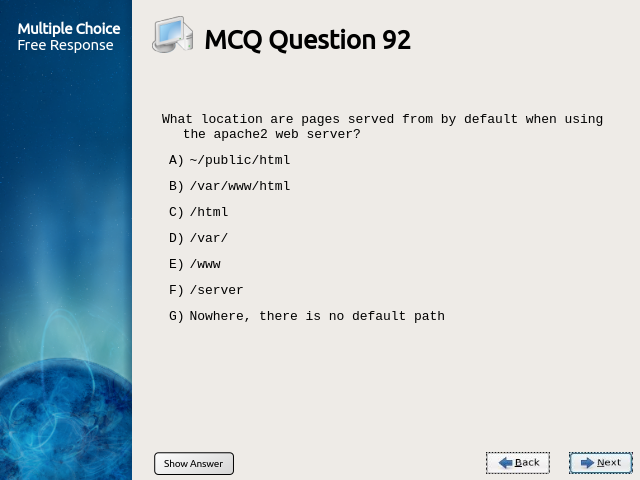 Multiple Choice
Free Response
MCQ Question 92
What location are pages served from by default when using
the apache2 web server?
A) ~/public/html
B) /var/www/html
C) /html
D) /var/
E) /www
F) /server
G) Nowhere, there is no default path
Show Answer
Back
Next